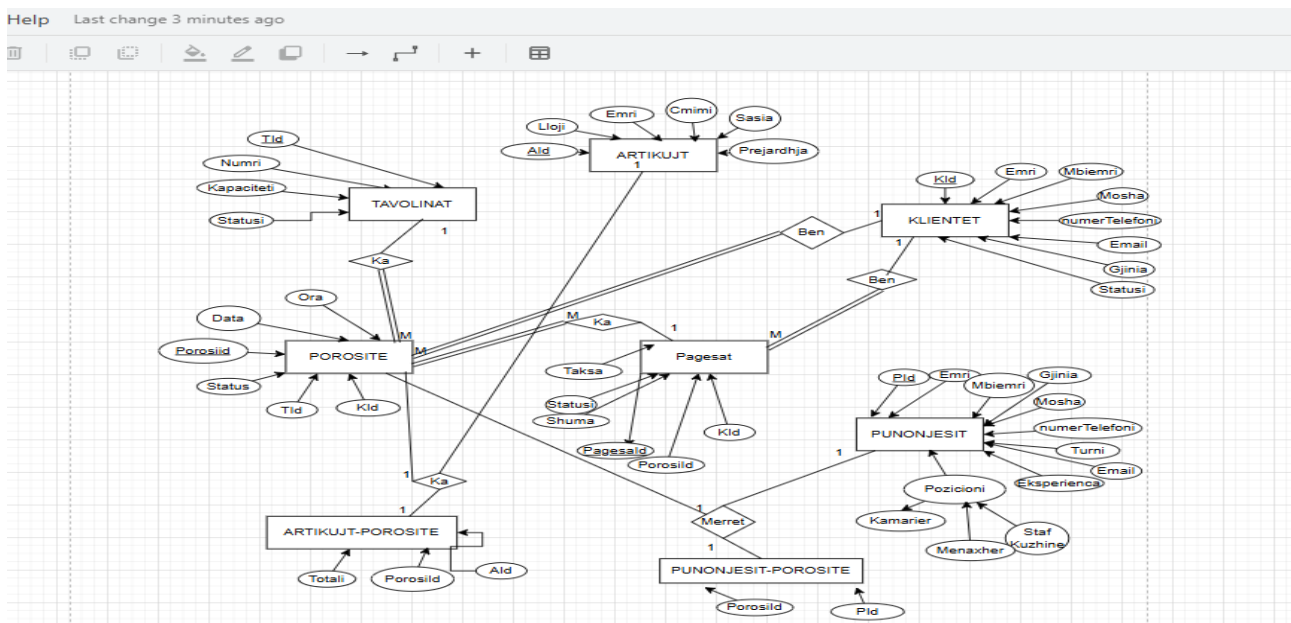 Help Last change 3 minutes ago
TId
Numri
Kapaciteti
Statusi
TAVOLINAT
1
Ka
Lloji
Emri
Cmimi
Sasia
AId
Prejardhja
ARTIKUJT
1
KId
Emri
Mbiemri
Mosha
numerTelefoni
Email
Gjinia
Statusi
KLIENTET
1
1
Ben
Ben
Ora
Data
Porosiid
Status
TId
KId
POROSITE
M
M
M
Ka
1
M
Pagesat
Taksa
Statusi
Shuma
PagesaId
PorosiId
KId
PId
Emri
Mbiemri
Gjinia
Mosha
numerTelefoni
Turni
Email
Eksperienca
PUNONJESIT
1
Pozicioni
Kamarier
Menaxher
Staf
Kuzhine
1
Ka
1
ARTIKUJT-POROSITE
Totali
PorosiId
AId
1
Merret
1
PUNONJESIT-POROSITE
PorosiId
PId